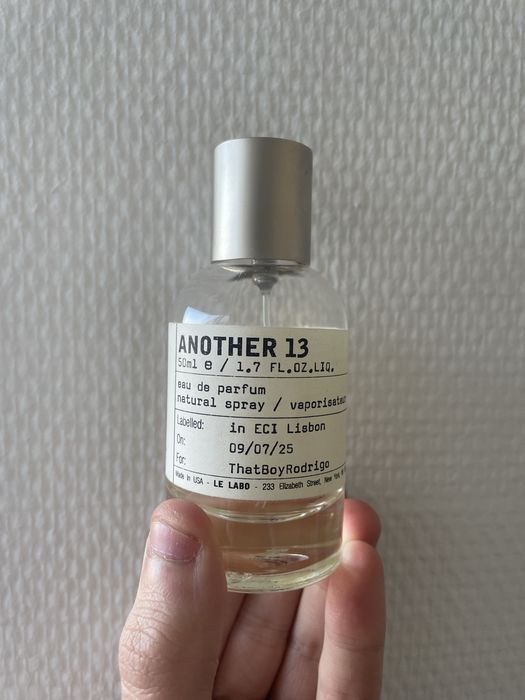 ANOTHER 13
50ml e / 1.7 FL.OZ.LIQ.
eau de parfum
natural spray / vaporisateur
Labelled: in ECI Lisbon
On: 09/07/25
For: ThatBoyRodrigo
Made in USA - LE LABO - 233 Elizabeth Street, New